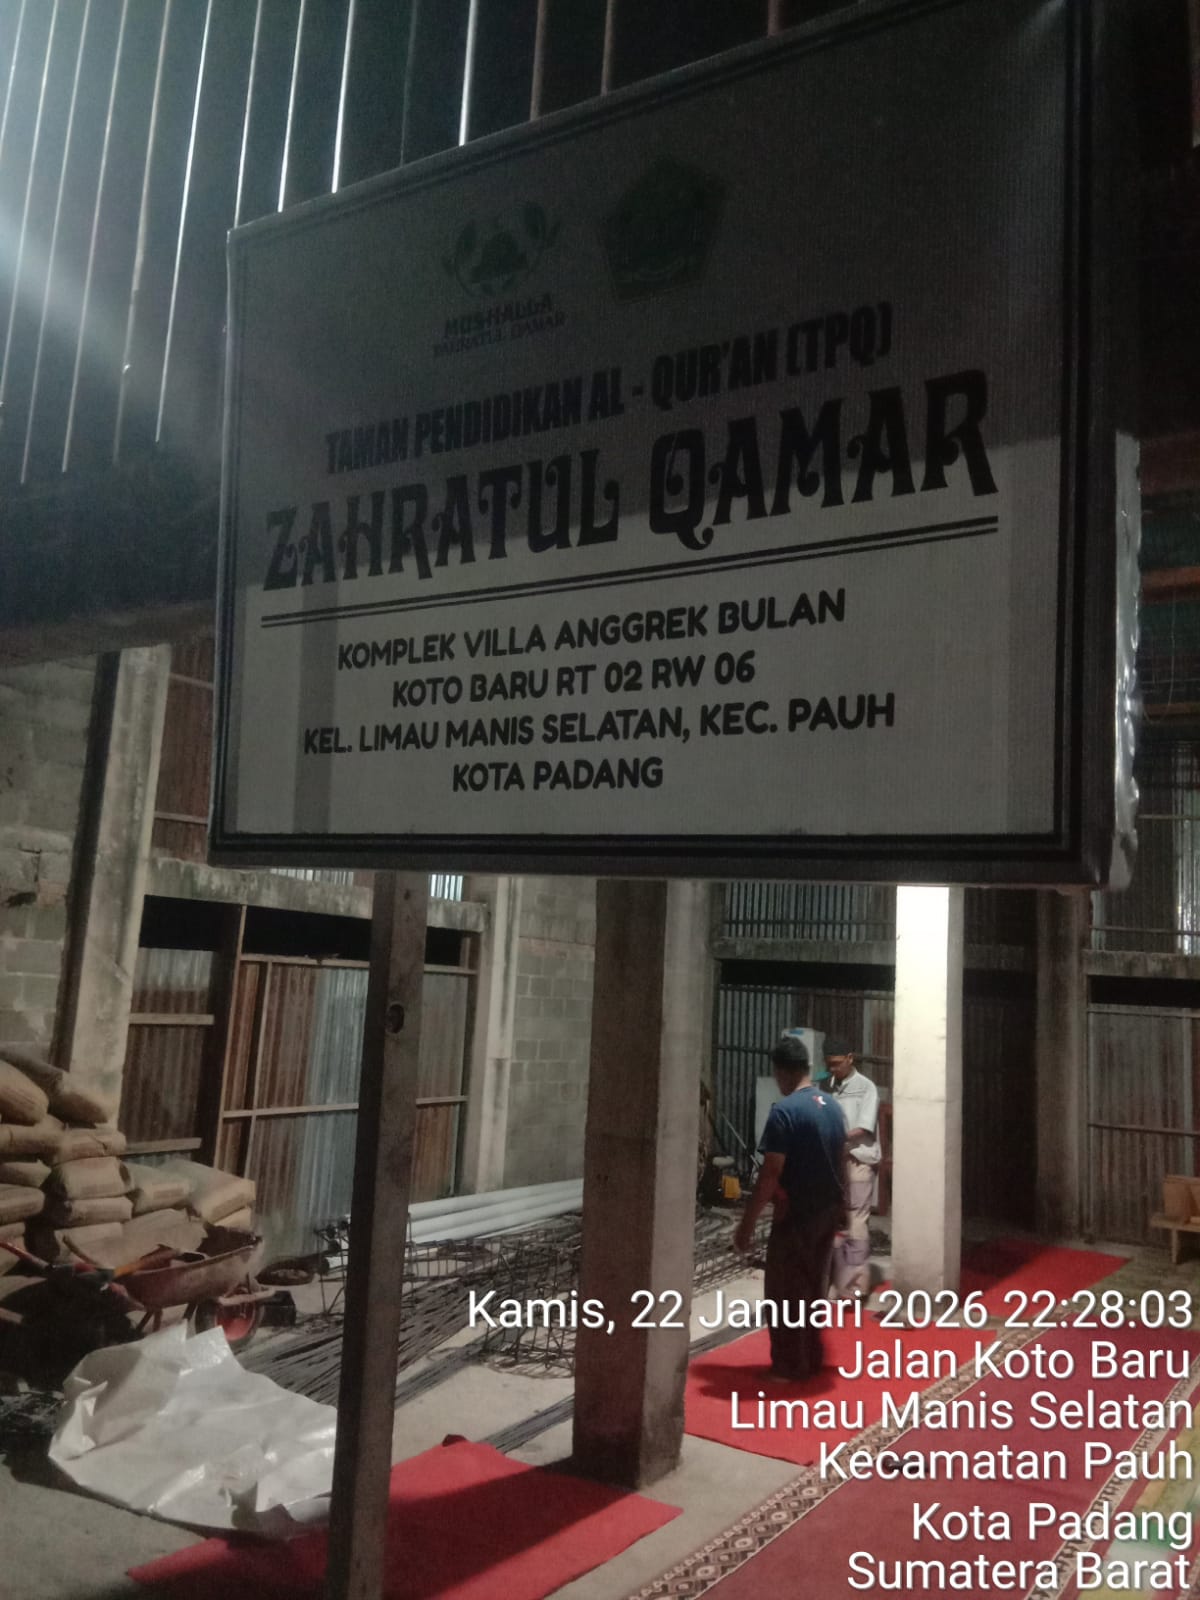 MUSHALLA
ZAHRATUL QAMAR
TAMAN PENDIDIKAN AL - QUR'AN (TPQ)
ZAHRATUL QAMAR
KOMPLEK VILLA ANGGREK BULAN
KOTO BARU RT 02 RW 06
KEL. LIMAU MANIS SELATAN, KEC. PAUH
KOTA PADANG
Kamis, 22 Januari 2026 22:28:03
Jalan Koto Baru
Limau Manis Selatan
Kecamatan Pauh
Kota Padang
Sumatera Barat